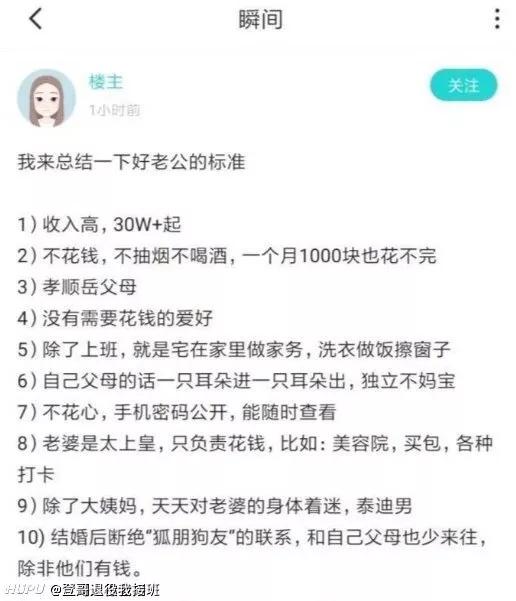 瞬间
楼主
关注
1小时前
我来总结一下好老公的标准
1）收入高，30W+起
2）不花钱，不抽烟不喝酒，一个月1000块也花不完
3）孝顺岳父母
4）没有需要花钱的爱好
5）除了上班，就是宅在家里做家务，洗衣做饭擦窗子
6）自己父母的话一只耳朵进一只耳朵出，独立不妈宝
7）不花心，手机密码公开，能随时查看
8）老婆是太上皇，只负责花钱，比如：美容院，买包，各种
打卡
9）除了大姨妈，天天对老婆的身体着迷，泰迪男
10) 结婚后断绝“狐朋狗友”的联系，和自己父母也少来往，
除非他们有钱。
HUPU @登哥退役我接班